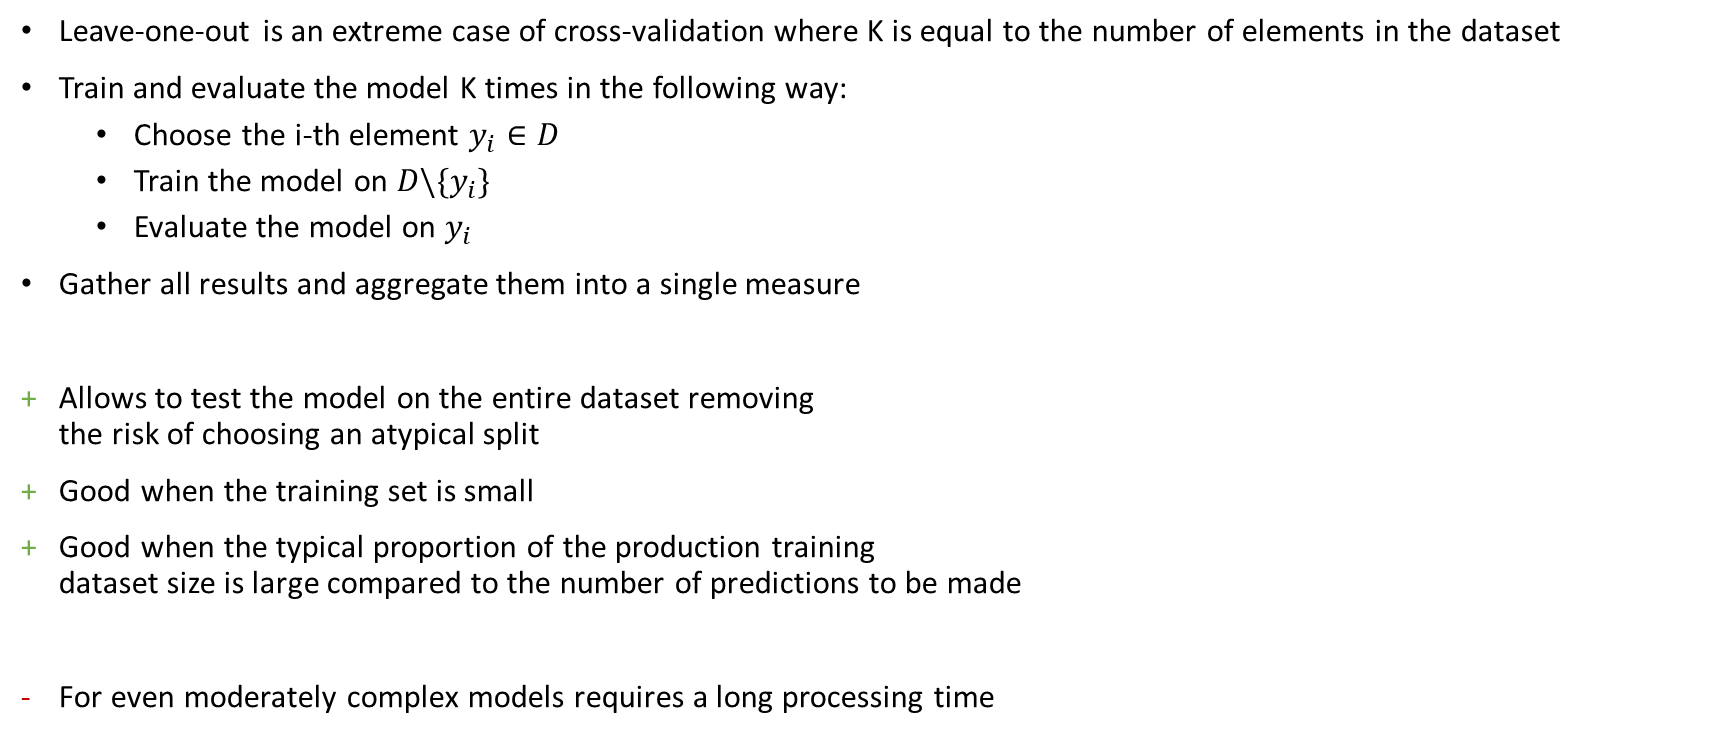 • Leave-one-out is an extreme case of cross-validation where K is equal to the number of elements in the dataset
• Train and evaluate the model K times in the following way:
• Choose the i-th element yᵢ ∈ D
• Train the model on D\{yᵢ}
• Evaluate the model on yᵢ
• Gather all results and aggregate them into a single measure
+ Allows to test the model on the entire dataset removing
the risk of choosing an atypical split
+ Good when the training set is small
+ Good when the typical proportion of the production training
dataset size is large compared to the number of predictions to be made
- For even moderately complex models requires a long processing time